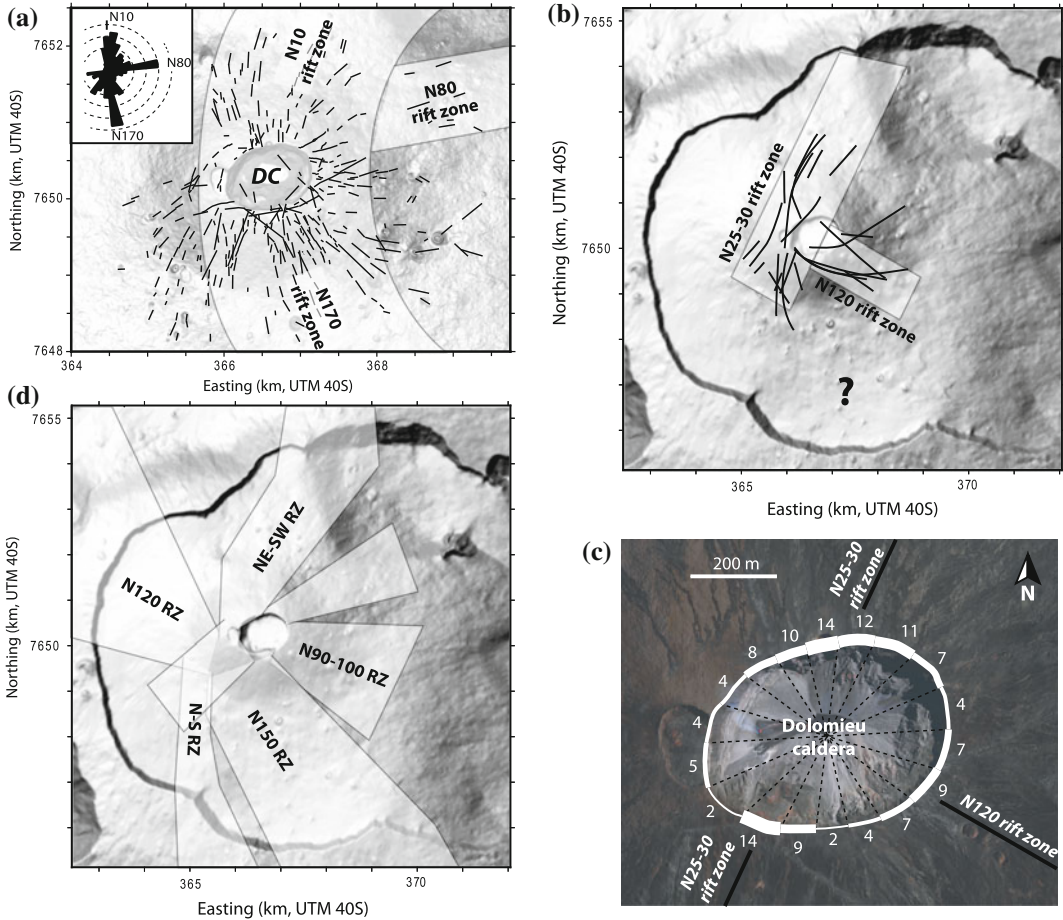 (a)
N10
N80
N170
N10
rift zone
N80
rift zone
DC
N170
rift zone
7652
7650
7648
Northing (km, UTM 40S)
364
366
368
Easting (km, UTM 40S)
(b)
7655
7650
Northing (km, UTM 40S)
N25-30 rift zone
N120 rift zone
?
365
370
Easting (km, UTM 40S)
(d)
7655
7650
Northing (km, UTM 40S)
NE-SW RZ
N120 RZ
N90-100 RZ
N-S RZ
N150 RZ
365
370
Easting (km, UTM 40S)
(c)
200 m
N25-30
rift zone
N
12
14
11
10
8
7
4
4
4
7
5
9
2
7
14
9
2
4
Dolomieu
caldera
N120 rift zone
N25-30
rift zone